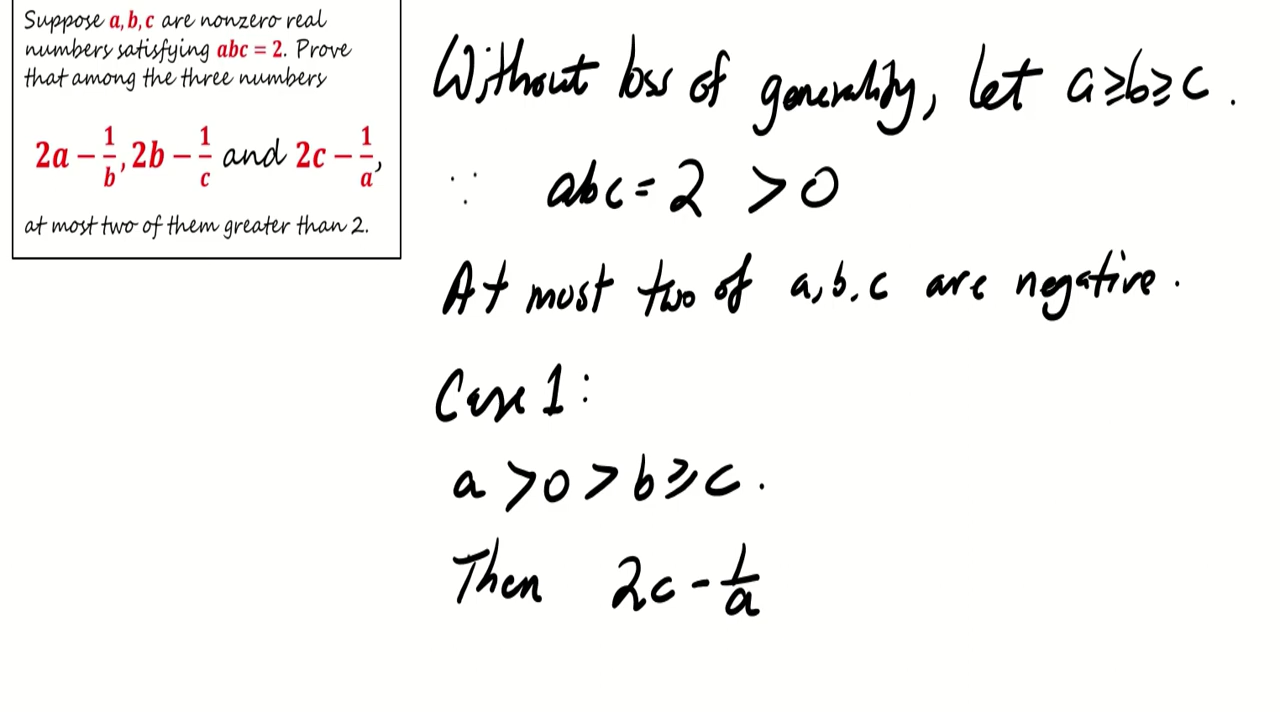 Suppose a,b,c are nonzero real
numbers satisfying abc = 2. Prove
that among the three numbers
2a − 1/b, 2b − 1/c and 2c − 1/a,
at most two of them greater than 2.
Without loss of generality, let a ≥ b ≥ c.
∵ abc = 2 > 0
At most two of a, b, c are negative.
Case 1:
a > 0 > b ≥ c.
Then 2c - 1/a